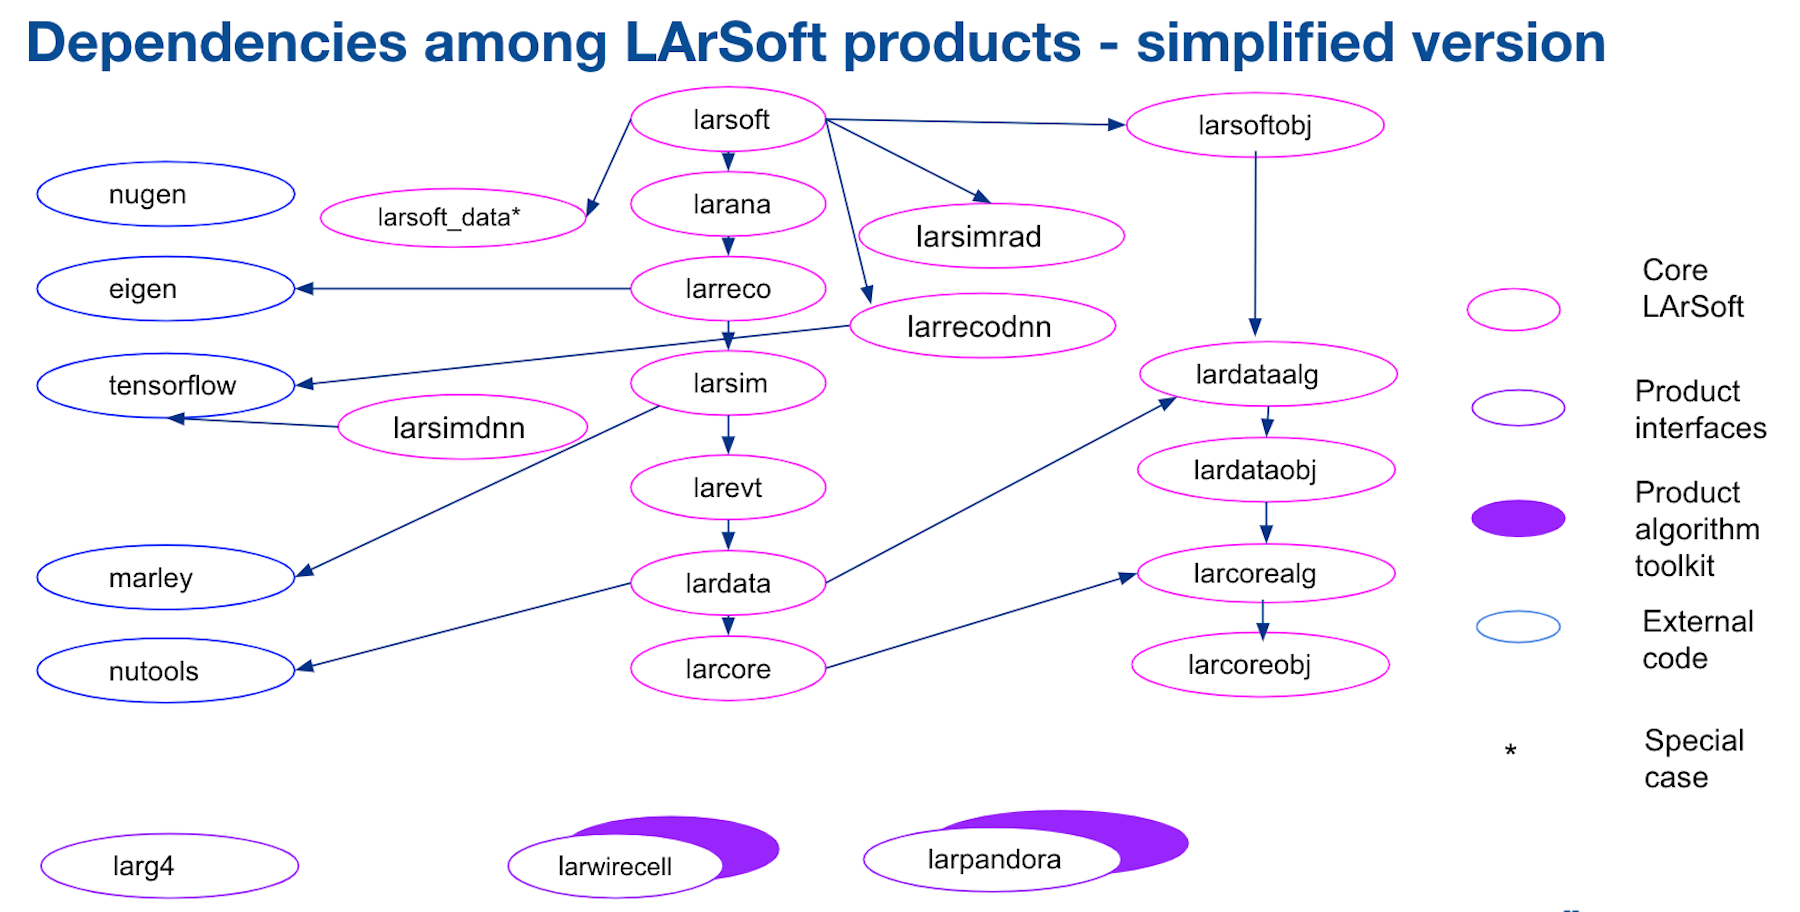 Dependencies among LArSoft products - simplified version
larsoft
larsoftobj
nugen
larana
larsoft_data*
larsimrad
eigen
larreco
larrecodnn
Core
LArSoft
tensorflow
larsim
lardataalg
larsimdnn
Product
interfaces
larevt
lardataobj
Product
algorithm
toolkit
marley
lardata
larcorealg
nutools
larcore
larcoreobj
External
code
*
Special
case
larg4
larwirecell
larpandora